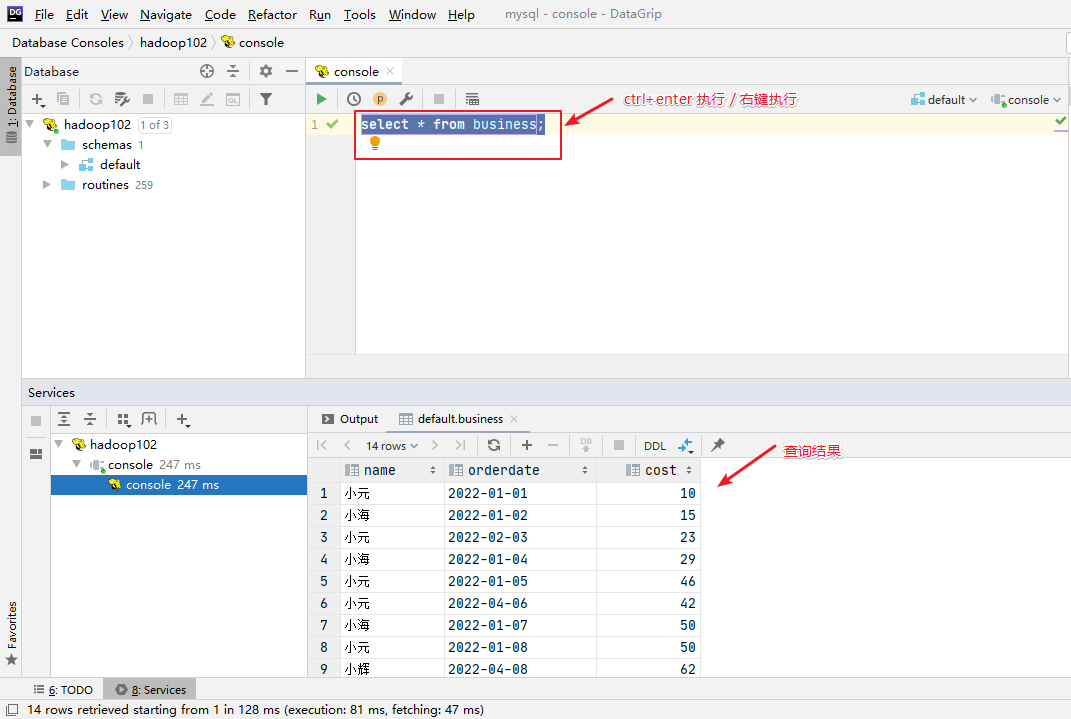 DG File Edit View Navigate Code Refactor Run Tools Window Help mysql - console - DataGrip
Database Consoles hadoop102 console
1: Database
Database
console
ctrl+enter 执行 / 右键执行
default console
hadoop102 1 of 3
schemas 1
default
routines 259
1 select * from business;
Services
Output default.business
hadoop102
console 247 ms
console 247 ms
14 rows DB DDL
查询结果
name orderdate cost
1 小元 2022-01-01 10
2 小海 2022-01-02 15
3 小元 2022-02-03 23
4 小海 2022-01-04 29
5 小元 2022-01-05 46
6 小元 2022-04-06 42
7 小海 2022-01-07 50
8 小元 2022-01-08 50
9 小辉 2022-04-08 62
Favorites
6: TODO 8: Services
14 rows retrieved starting from 1 in 128 ms (execution: 81 ms, fetching: 47 ms)